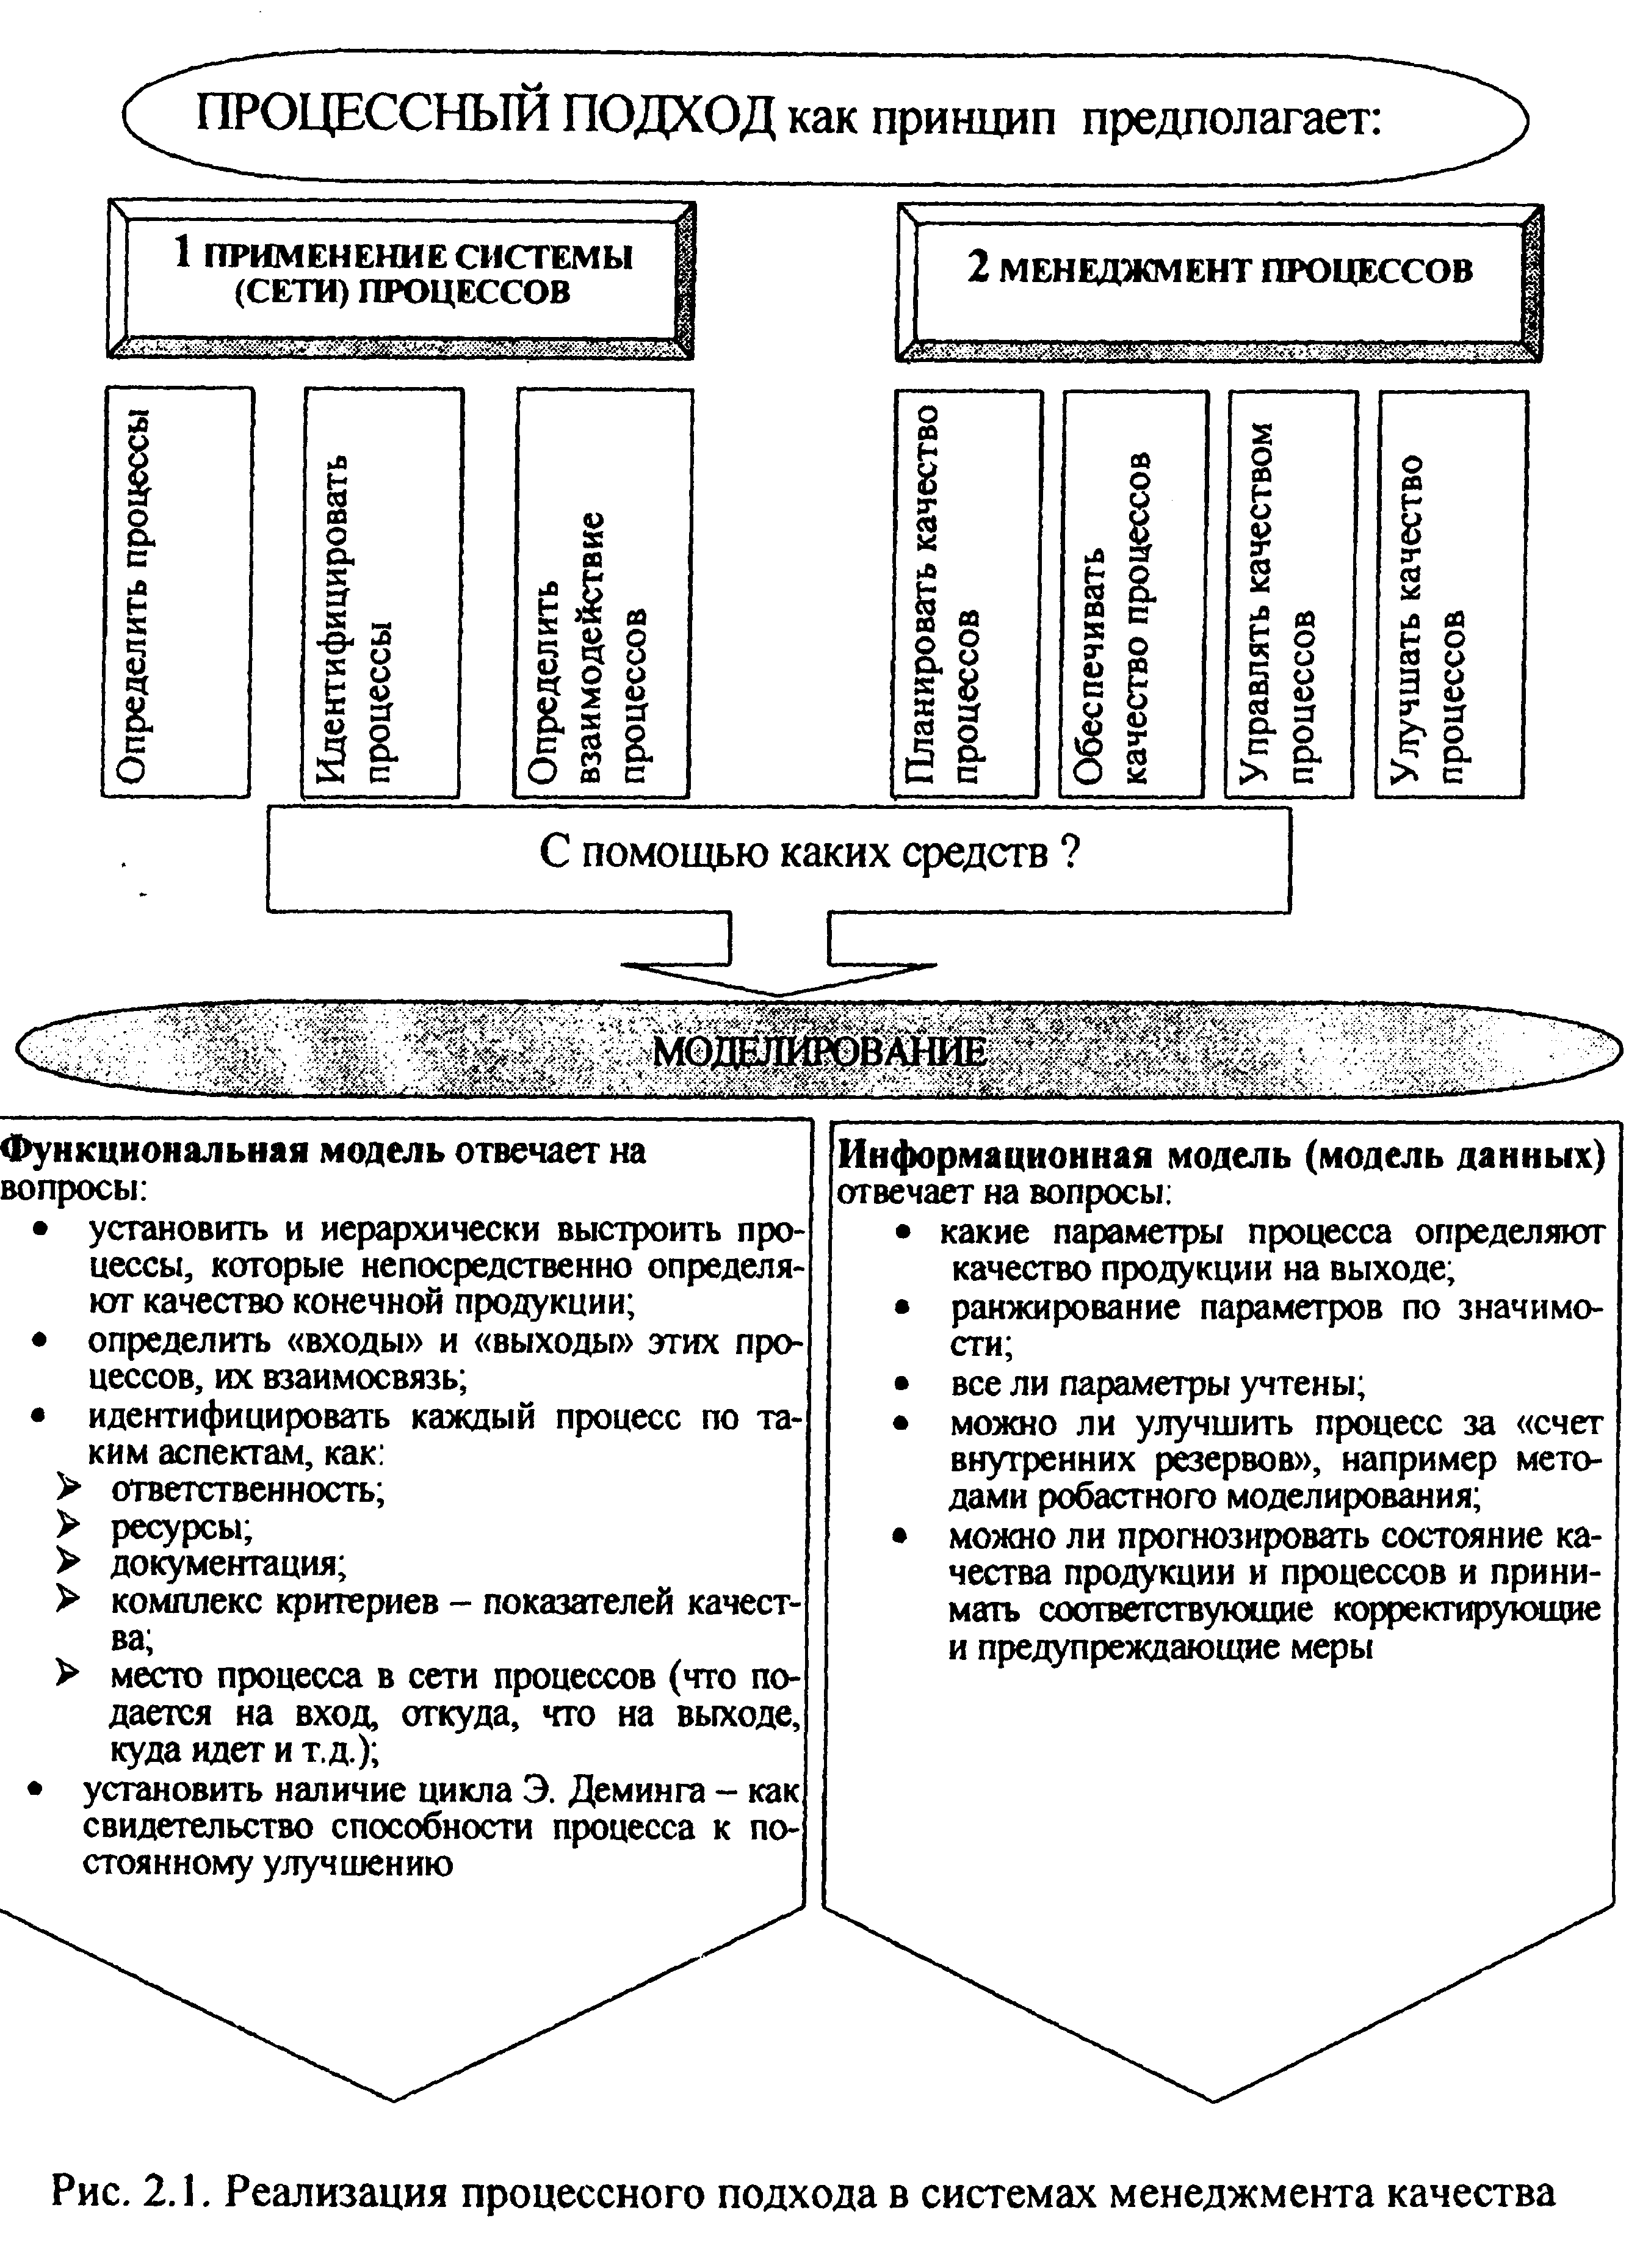 ПРОЦЕССНЫЙ ПОДХОД как принцип предполагает:
1 ПРИМЕНЕНИЕ СИСТЕМЫ
(СЕТИ) ПРОЦЕССОВ
2 МЕНЕДЖМЕНТ ПРОЦЕССОВ
Определить процессы
Идентифицировать
процессы
Определить
взаимодействие
процессов
Планировать качество
процессов
Обеспечивать
качество процессов
Управлять качеством
процессов
Улучшать качество
процессов
С помощью каких средств ?
МОДЕЛИРОВАНИЕ
Функциональная модель отвечает на
вопросы:
• установить и иерархически выстроить про-
цессы, которые непосредственно определя-
ют качество конечной продукции;
• определить «входы» и «выходы» этих про-
цессов, их взаимосвязь;
• идентифицировать каждый процесс по та-
ким аспектам, как:
➢ ответственность;
➢ ресурсы;
➢ документация;
➢ комплекс критериев – показателей качест-
ва;
➢ место процесса в сети процессов (что по-
дается на вход, откуда, что на выходе,
куда идет и т.д.);
• установить наличие цикла Э. Деминга – как
свидетельство способности процесса к по-
стоянному улучшению
Информационная модель (модель данных)
отвечает на вопросы:
• какие параметры процесса определяют
качество продукции на выходе;
• ранжирование параметров по значимо-
сти;
• все ли параметры учтены;
• можно ли улучшить процесс за «счет
внутренних резервов», например мето-
дами робастного моделирования;
• можно ли прогнозировать состояние ка-
чества продукции и процессов и прини-
мать соответствующие корректирующие
и предупреждающие меры
Рис. 2.1. Реализация процессного подхода в системах менеджмента качества